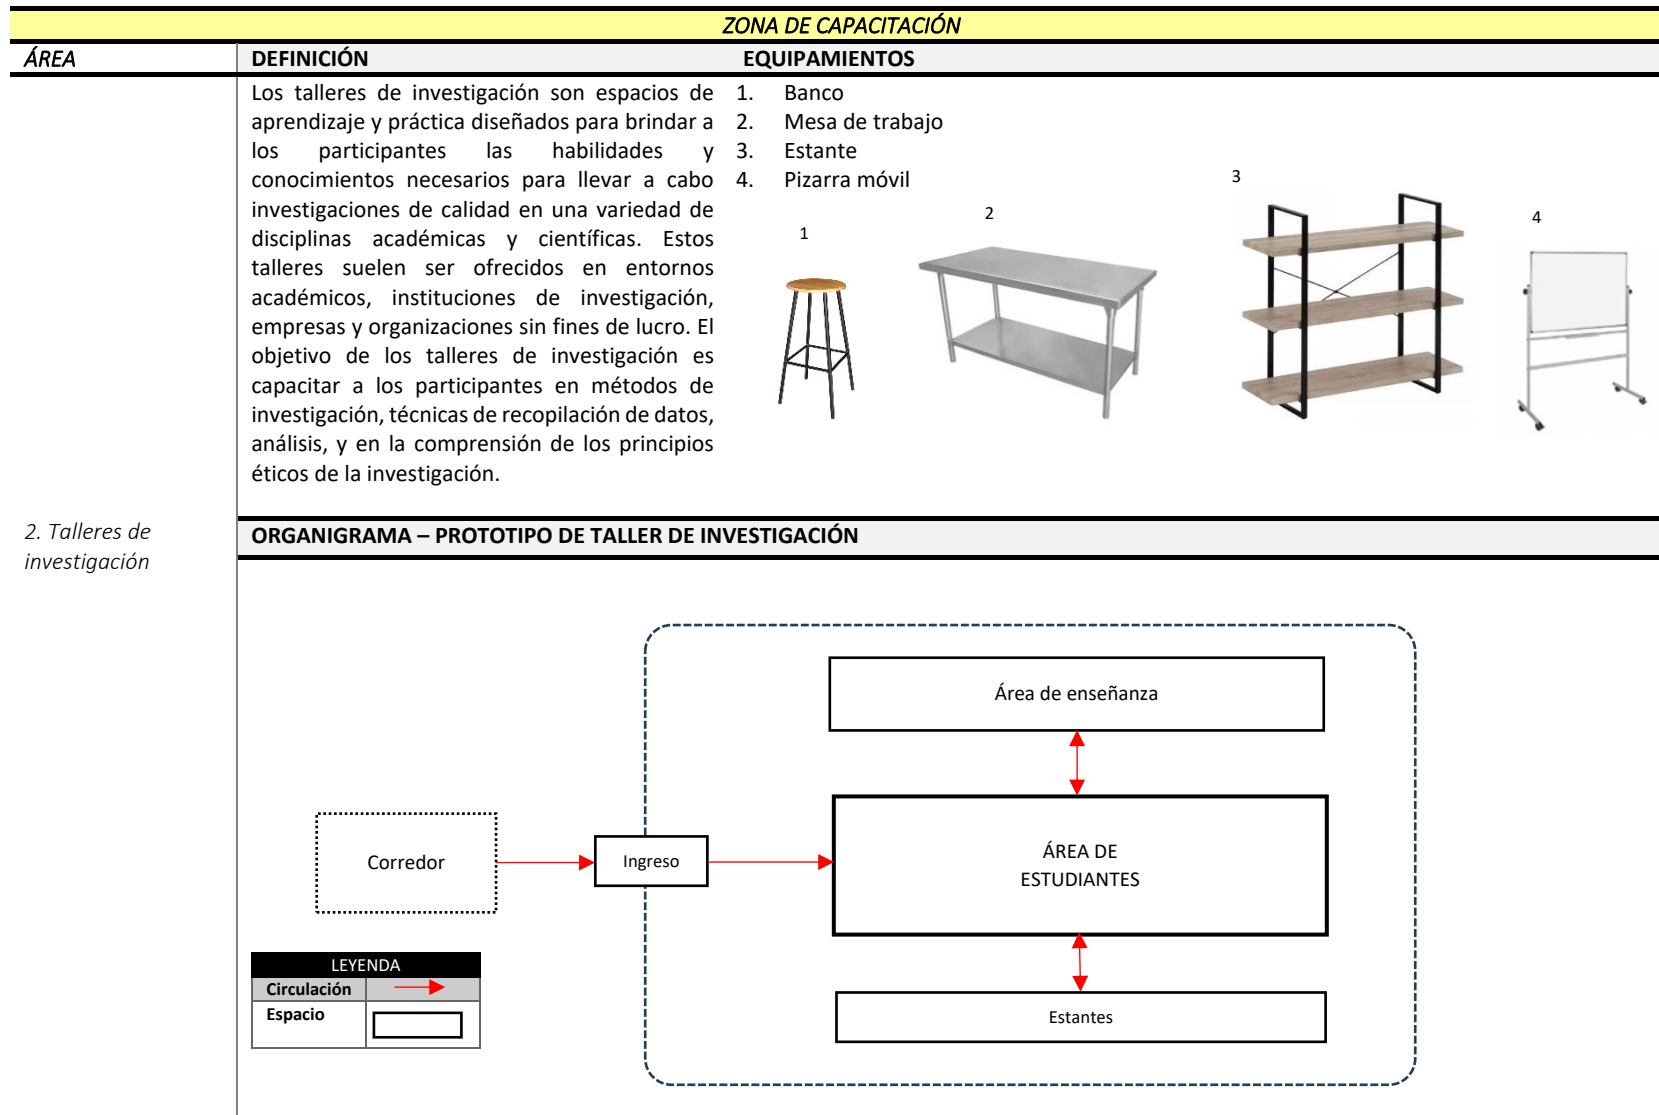 ZONA DE CAPACITACIÓN
ÁREA
DEFINICIÓN
EQUIPAMIENTOS
Los talleres de investigación son espacios de
aprendizaje y práctica diseñados para brindar a
los participantes las habilidades y
conocimientos necesarios para llevar a cabo
investigaciones de calidad en una variedad de
disciplinas académicas y científicas. Estos
talleres suelen ser ofrecidos en entornos
académicos, instituciones de investigación,
empresas y organizaciones sin fines de lucro. El
objetivo de los talleres de investigación es
capacitar a los participantes en métodos de
investigación, técnicas de recopilación de datos,
análisis, y en la comprensión de los principios
éticos de la investigación.
1. Banco
2. Mesa de trabajo
3. Estante
4. Pizarra móvil
1
2
3
4
2. Talleres de
investigación
ORGANIGRAMA – PROTOTIPO DE TALLER DE INVESTIGACIÓN
Área de enseñanza
Corredor
Ingreso
ÁREA DE
ESTUDIANTES
Estantes
LEYENDA
Circulación
Espacio